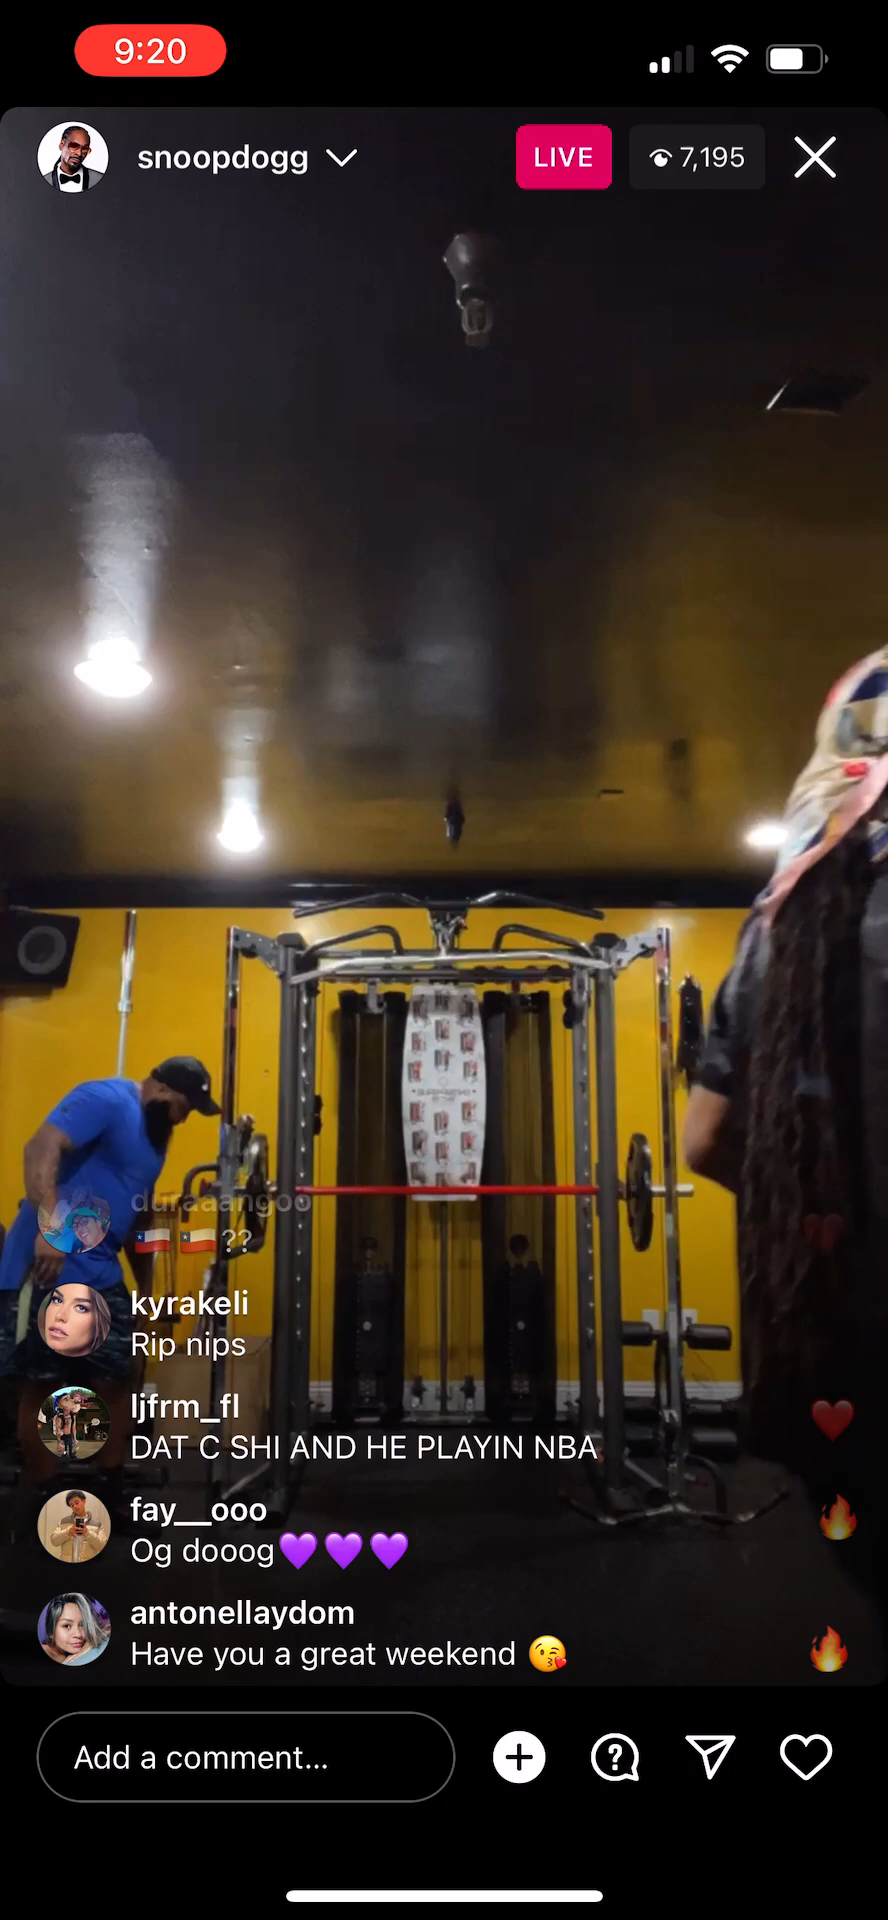 9:20
snoopdogg
LIVE
7,195
duraaangoo
🇨🇱 🇨🇱??
kyrakeli
Rip nips
ljfrm_fl
DAT C SHI AND HE PLAYIN NBA
fay__ooo
Og dooog💜💜💜
antonellaydom
Have you a great weekend 😘
Add a comment...